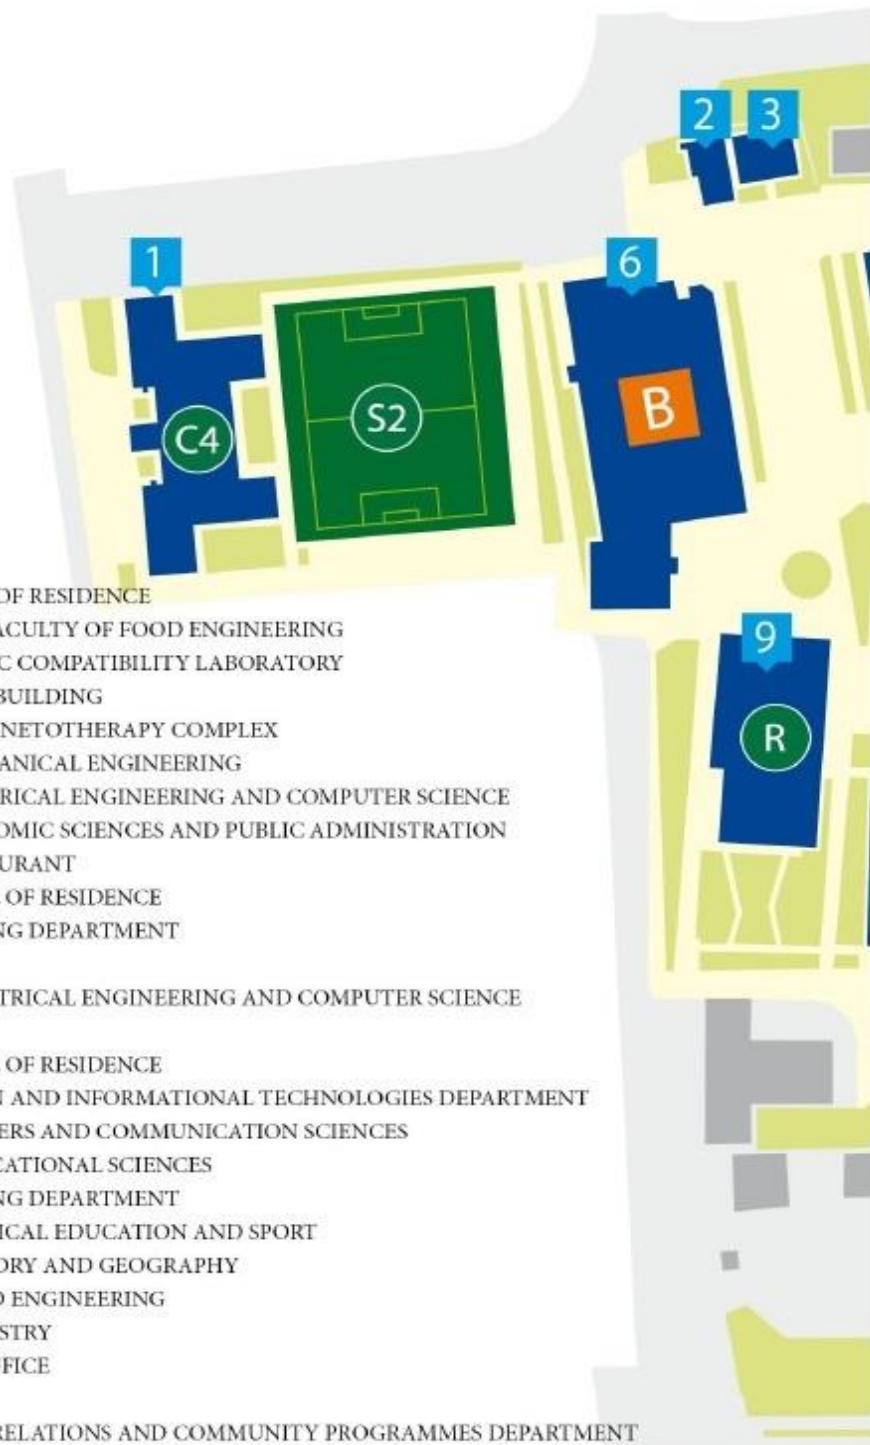 2
3
1
6
B
S2
C4
OF RESIDENCE
ACULTY OF FOOD ENGINEERING
9
C COMPATIBILITY LABORATORY
BUILDING
NETOTHERAPY COMPLEX
R
ANICAL ENGINEERING
RICAL ENGINEERING AND COMPUTER SCIENCE
OMIC SCIENCES AND PUBLIC ADMINISTRATION
URANT
OF RESIDENCE
NG DEPARTMENT
TRICAL ENGINEERING AND COMPUTER SCIENCE
OF RESIDENCE
N AND INFORMATIONAL TECHNOLOGIES DEPARTMENT
ERS AND COMMUNICATION SCIENCES
CATIONAL SCIENCES
NG DEPARTMENT
ICAL EDUCATION AND SPORT
ORY AND GEOGRAPHY
D ENGINEERING
STRY
FICE
RELATIONS AND COMMUNITY PROGRAMMES DEPARTMENT